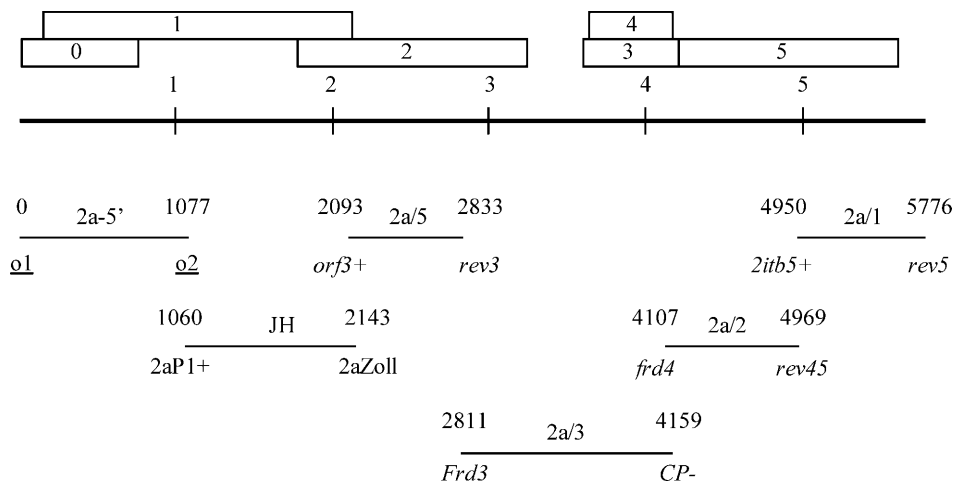 1 4
0 2 3 5
1 2 3 4 5
0 2a-5’ 1077 2093 2a/5 2833 4950 2a/1 5776
o1 o2 orf3+ rev3 2itb5+ rev5
1060 JH 2143 4107 2a/2 4969
2aP1+ 2aZoll frd4 rev45
2811 2a/3 4159
Frd3 CP-